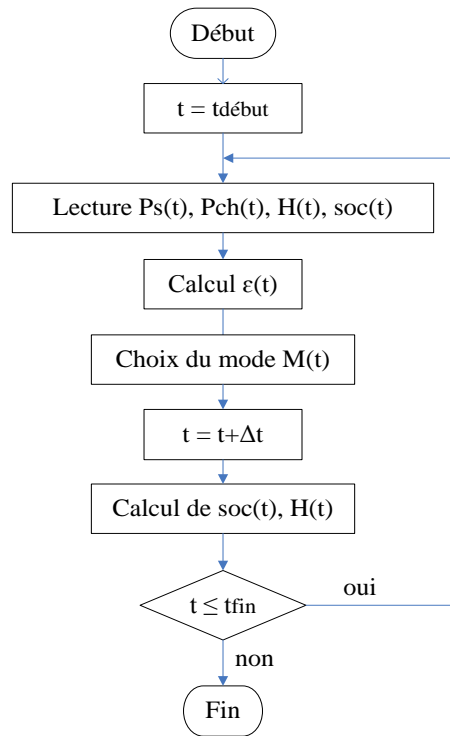 Début
t = tdébut
Lecture Ps(t), Pch(t), H(t), soc(t)
Calcul ε(t)
Choix du mode M(t)
t = t+Δt
Calcul de soc(t), H(t)
t ≤ tfin
oui
non
Fin